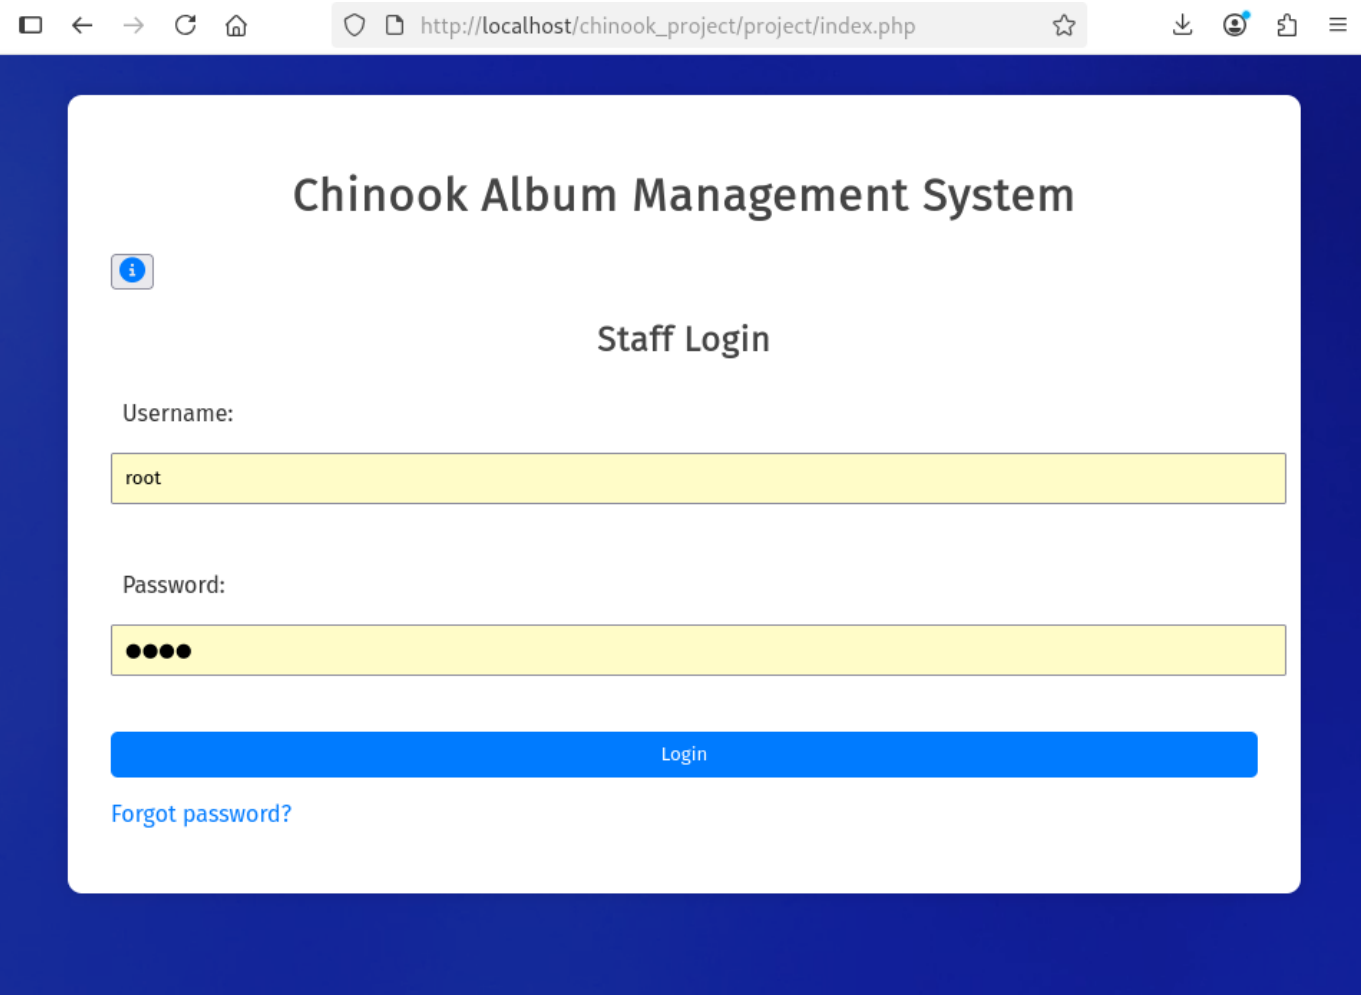 http://localhost/chinook_project/project/index.php
Chinook Album Management System
Staff Login
Username:
root
Password:
●●●●
Login
Forgot password?